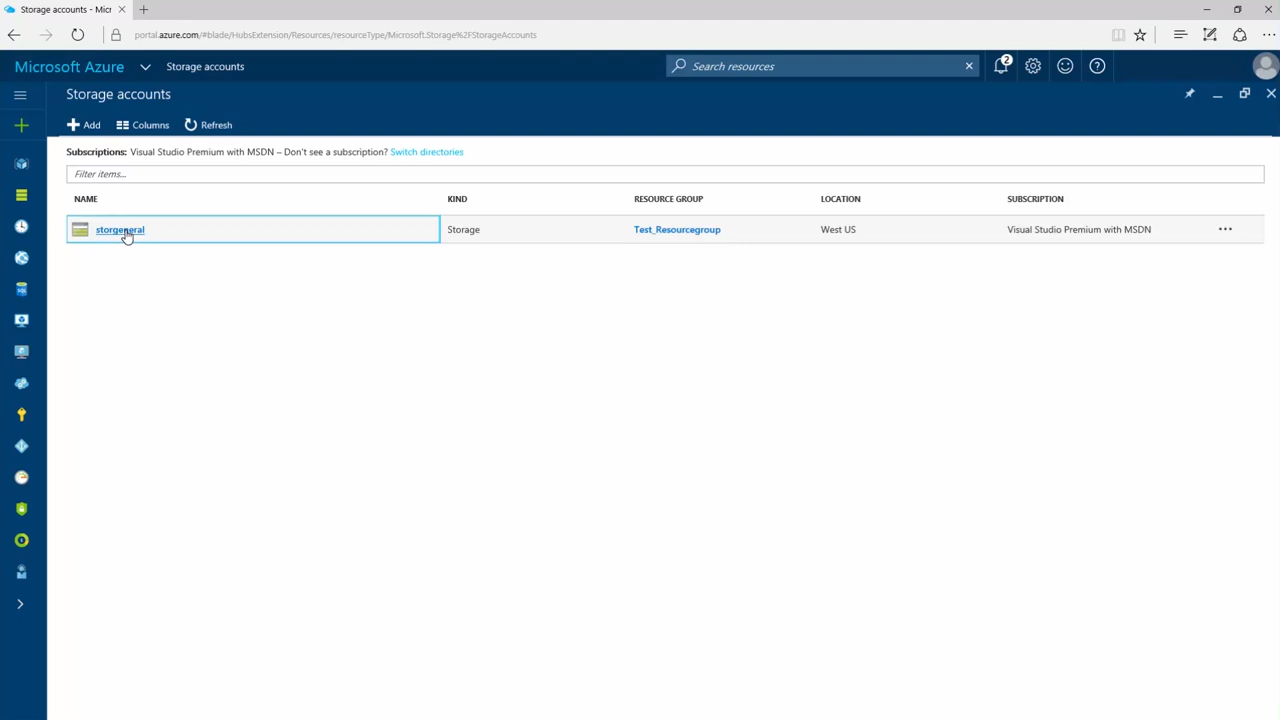 Storage accounts - Micr
portal.azure.com/#blade/HubsExtension/Resources/resourceType/Microsoft.Storage%2FStorageAccounts
Microsoft Azure Storage accounts Search resources 2
Storage accounts
Add Columns Refresh
Subscriptions: Visual Studio Premium with MSDN – Don't see a subscription? Switch directories
Filter items...
NAME KIND RESOURCE GROUP LOCATION SUBSCRIPTION
storgeneral Storage Test_Resourcegroup West US Visual Studio Premium with MSDN